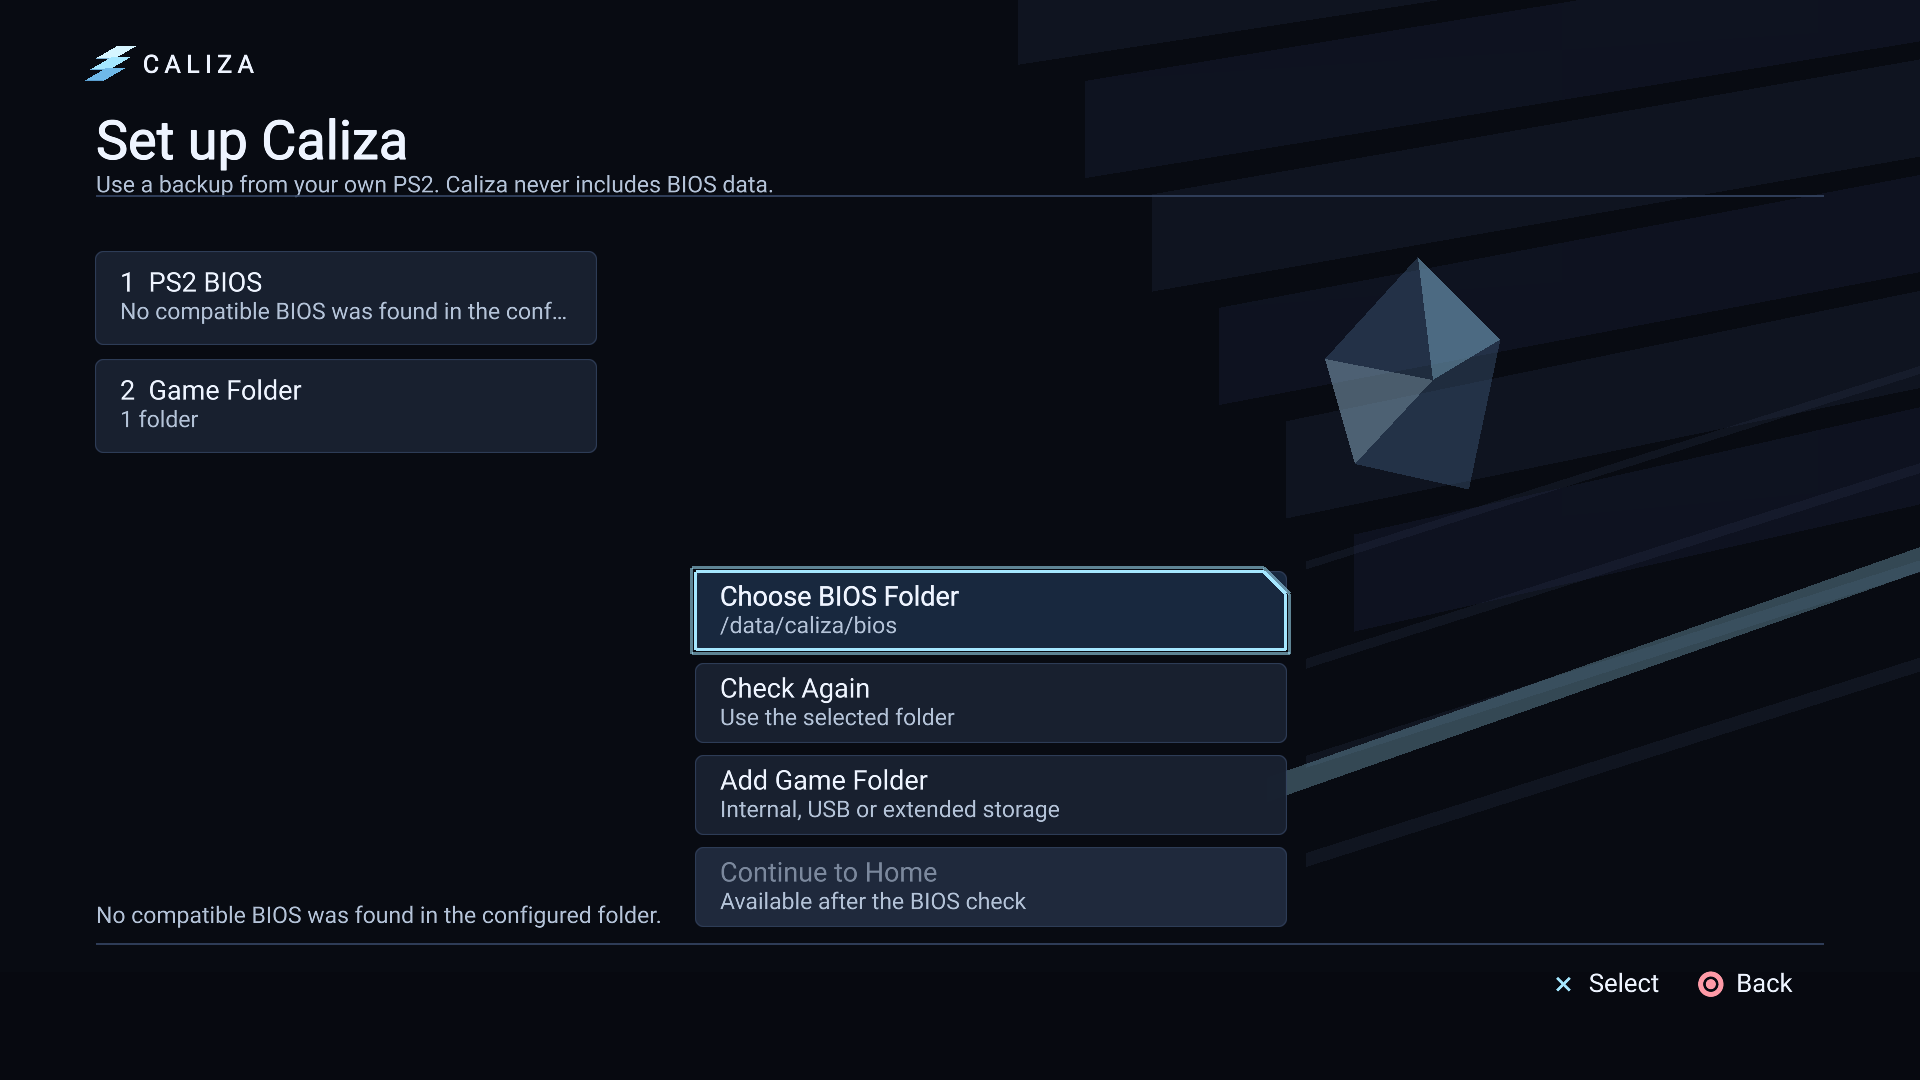 CALIZA
Set up Caliza
Use a backup from your own PS2. Caliza never includes BIOS data.
1 PS2 BIOS
No compatible BIOS was found in the conf...
2 Game Folder
1 folder
Choose BIOS Folder
/data/caliza/bios
Check Again
Use the selected folder
Add Game Folder
Internal, USB or extended storage
Continue to Home
Available after the BIOS check
No compatible BIOS was found in the configured folder.
Select
Back